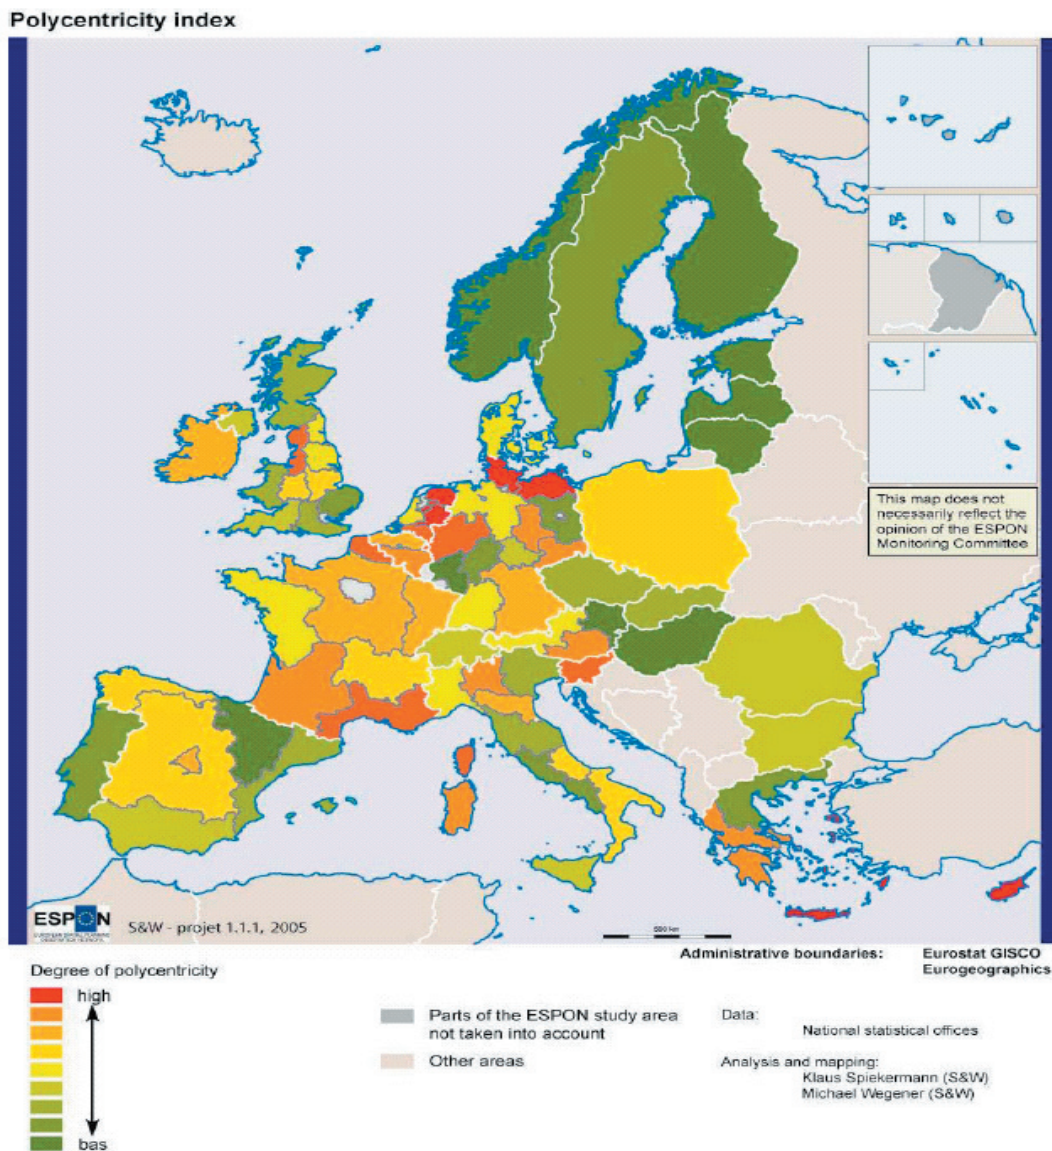 Polycentricity index
This map does not
necessarily reflect the
opinion of the ESPON
Monitoring Committee
ESPON
S&W - projet 1.1.1, 2005
500 km
Administrative boundaries: Eurostat GISCO
Eurogeographics
Degree of polycentricity
high
bas
Parts of the ESPON study area
not taken into account
Other areas
Data:
National statistical offices
Analysis and mapping:
Klaus Spiekermann (S&W)
Michael Wegener (S&W)